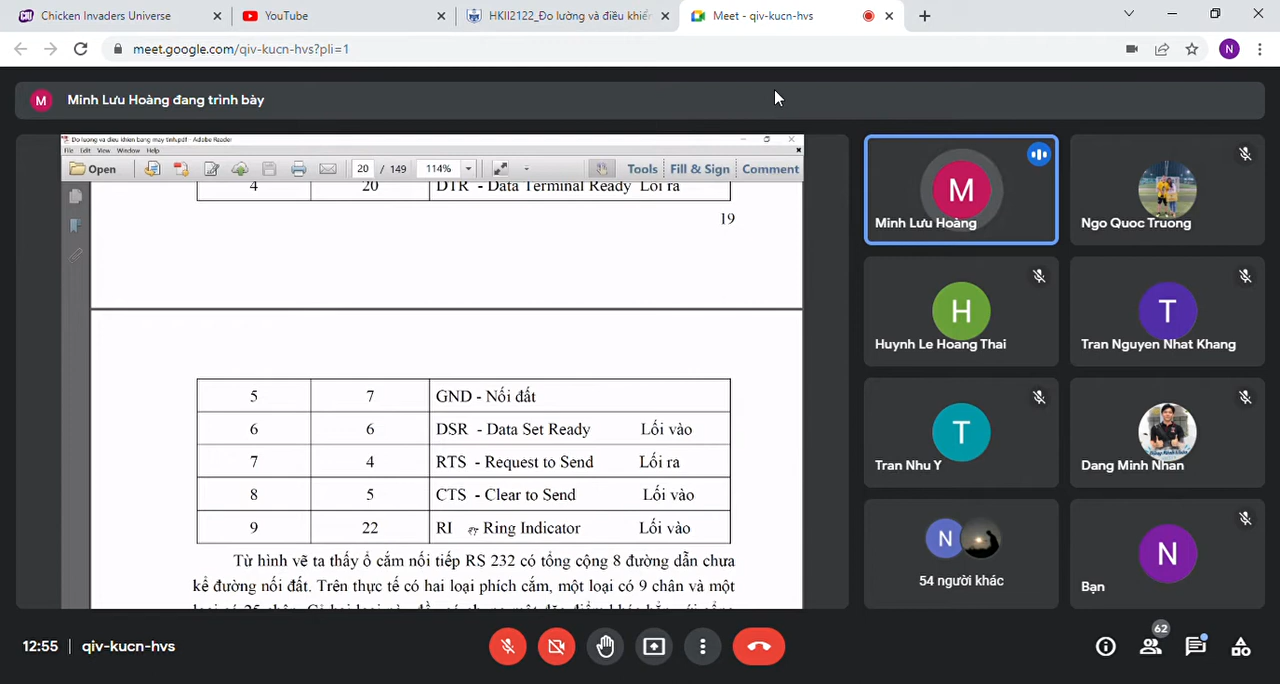 Chicken Invaders Universe
YouTube
HKII2122_Đo lường và điều khiể
Meet - qiv-kucn-hvs
meet.google.com/qiv-kucn-hvs?pli=1
N
M Minh Lưu Hoàng đang trình bày
Do luong va dieu khien bang may tinh.pdf - Adobe Reader
File Edit View Window Help
Open 20 / 149 114% Tools Fill & Sign Comment
4 20 DTR - Data Terminal Ready Lối ra
19
5 7 GND - Nối đất
6 6 DSR - Data Set Ready Lối vào
7 4 RTS - Request to Send Lối ra
8 5 CTS - Clear to Send Lối vào
9 22 RI - Ring Indicator Lối vào
Từ hình vẽ ta thấy ổ cắm nối tiếp RS 232 có tổng cộng 8 đường dẫn chưa
kể đường nối đất. Trên thực tế có hai loại phích cắm, một loại có 9 chân và một
M
Minh Lưu Hoàng
Ngo Quoc Truong
H
Huynh Le Hoang Thai
T
Tran Nguyen Nhat Khang
T
Tran Nhu Y
Dang Minh Nhan
N
54 người khác
N
Bạn
12:55 | qiv-kucn-hvs
62